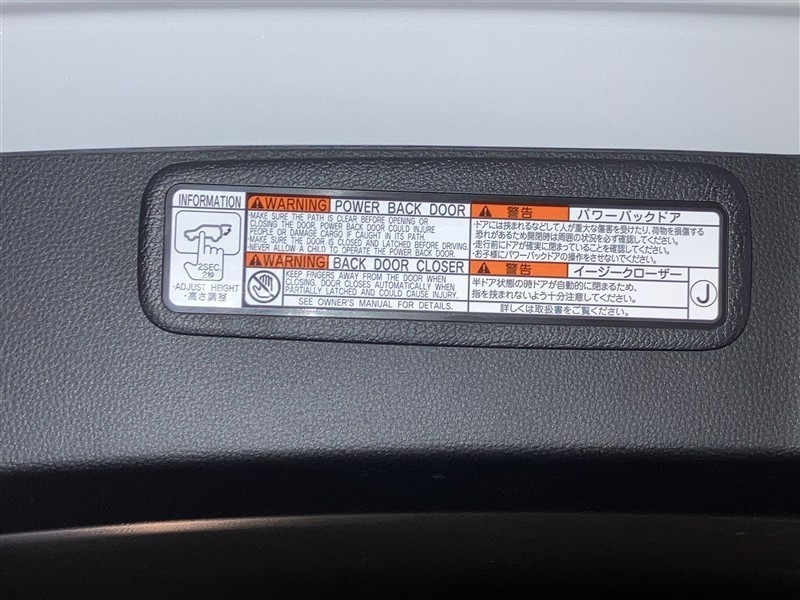 INFORMATION
2SEC.
2秒
·ADJUST HEIGHT
·高さ調整
WARNING POWER BACK DOOR
·MAKE SURE THE PATH IS CLEAR BEFORE OPENING OR
CLOSING THE DOOR, POWER BACK DOOR COULD INJURE
PEOPLE OR DAMAGE CARGO IF CAUGHT IN ITS PATH.
·MAKE SURE THE DOOR IS CLOSED AND LATCHED BEFORE DRIVING.
·NEVER ALLOW A CHILD TO OPERATE THE POWER BACK DOOR.
WARNING BACK DOOR CLOSER
KEEP FINGERS AWAY FROM THE DOOR WHEN
CLOSING. DOOR CLOSES AUTOMATICALLY WHEN
PARTIALLY LATCHED AND COULD CAUSE INJURY.
SEE OWNER'S MANUAL FOR DETAILS.
警告 パワーバックドア
·ドアには挟まれるなどして人が重大な傷害を受けたり、荷物を損傷する
恐れがあるため開閉時は周囲の状況を必ず確認してください。
·走行前にドアが確実に閉まっていることを確認してください。
·お子様にパワーバックドアの操作をさせないでください。
警告 イージークローザー
半ドア状態の時ドアが自動的に閉まるため、
指を挟まれないよう十分注意してください。
J
詳しくは取扱書をご覧ください。